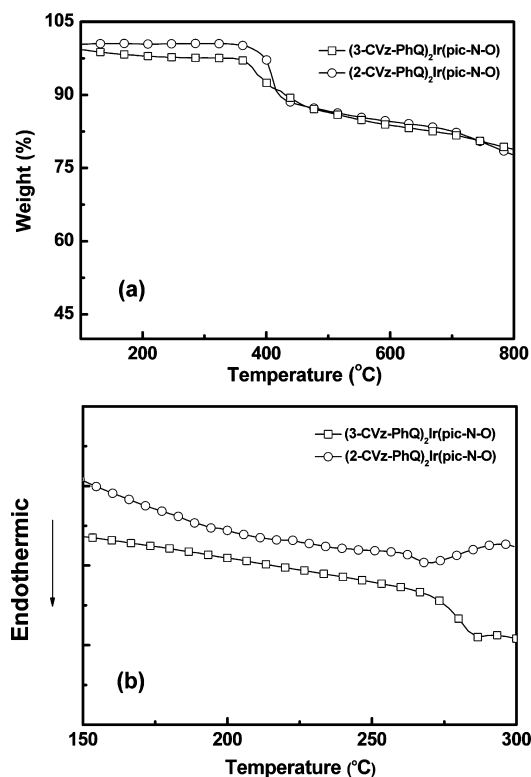 105
90
75
60
45
Weight (%)
(3-CVz-PhQ)2Ir(pic-N-O)
(2-CVz-PhQ)2Ir(pic-N-O)
(a)
200 400 600 800
Temperature (°C)
Endothermic
(3-CVz-PhQ)2Ir(pic-N-O)
(2-CVz-PhQ)2Ir(pic-N-O)
(b)
150 200 250 300
Temperature (°C)